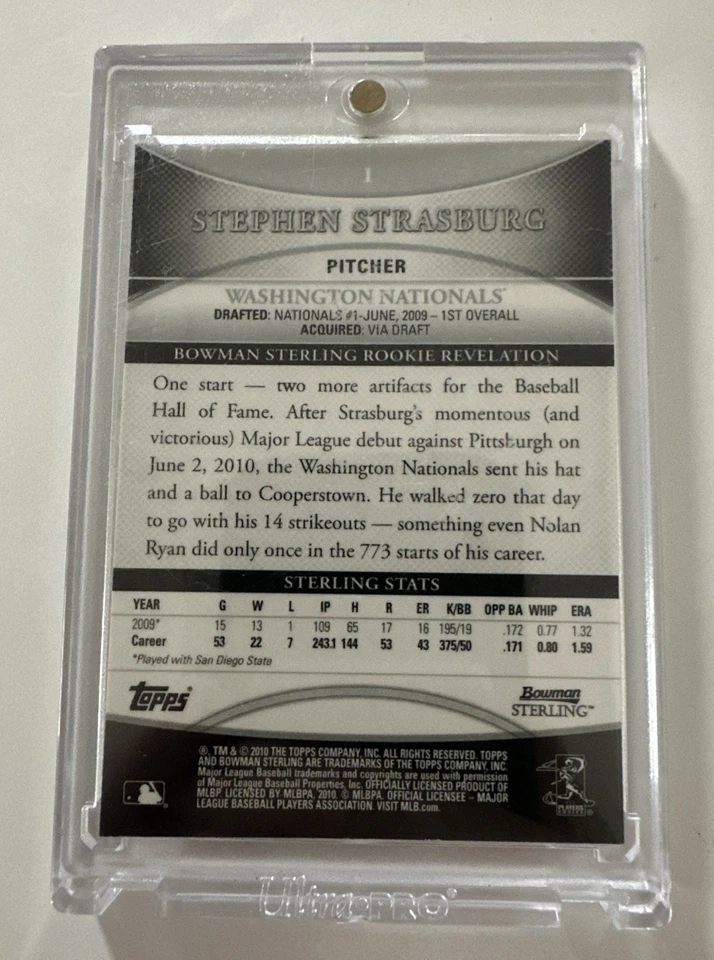 1
STEPHEN STRASBURG
PITCHER
WASHINGTON NATIONALS
DRAFTED: NATIONALS #1-JUNE, 2009 – 1ST OVERALL
ACQUIRED: VIA DRAFT
BOWMAN STERLING ROOKIE REVELATION
One start — two more artifacts for the Baseball
Hall of Fame. After Strasburg's momentous (and
victorious) Major League debut against Pittsburgh on
June 2, 2010, the Washington Nationals sent his hat
and a ball to Cooperstown. He walked zero that day
to go with his 14 strikeouts — something even Nolan
Ryan did only once in the 773 starts of his career.
STERLING STATS
YEAR G W L IP H R ER K/BB OPP BA WHIP ERA
2009* 15 13 1 109 65 17 16 195/19 .172 0.77 1.32
Career 53 22 7 243.1 144 53 43 375/50 .171 0.80 1.59
*Played with San Diego State
Topps® Bowman
STERLING™
®, TM & © 2010 THE TOPPS COMPANY, INC. ALL RIGHTS RESERVED. TOPPS
AND BOWMAN STERLING ARE TRADEMARKS OF THE TOPPS COMPANY, INC.
Major League Baseball trademarks and copyrights are used with permission
of Major League Baseball Properties, Inc. OFFICIALLY LICENSED PRODUCT OF
MLBP. LICENSED BY MLBPA, 2010. © MLBPA. OFFICIAL LICENSEE – MAJOR
LEAGUE BASEBALL PLAYERS ASSOCIATION. VISIT MLB.com.
PLAYERS
CHOICE
Ultra·PRO®